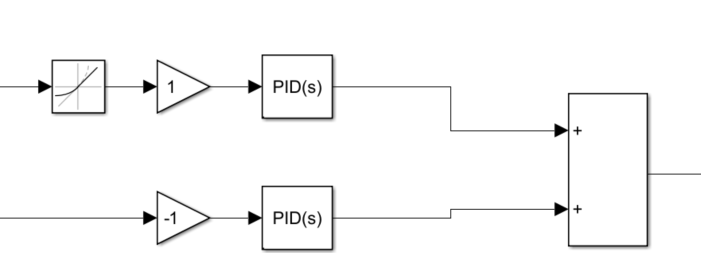 1
PID(s)
+
-1
PID(s)
+